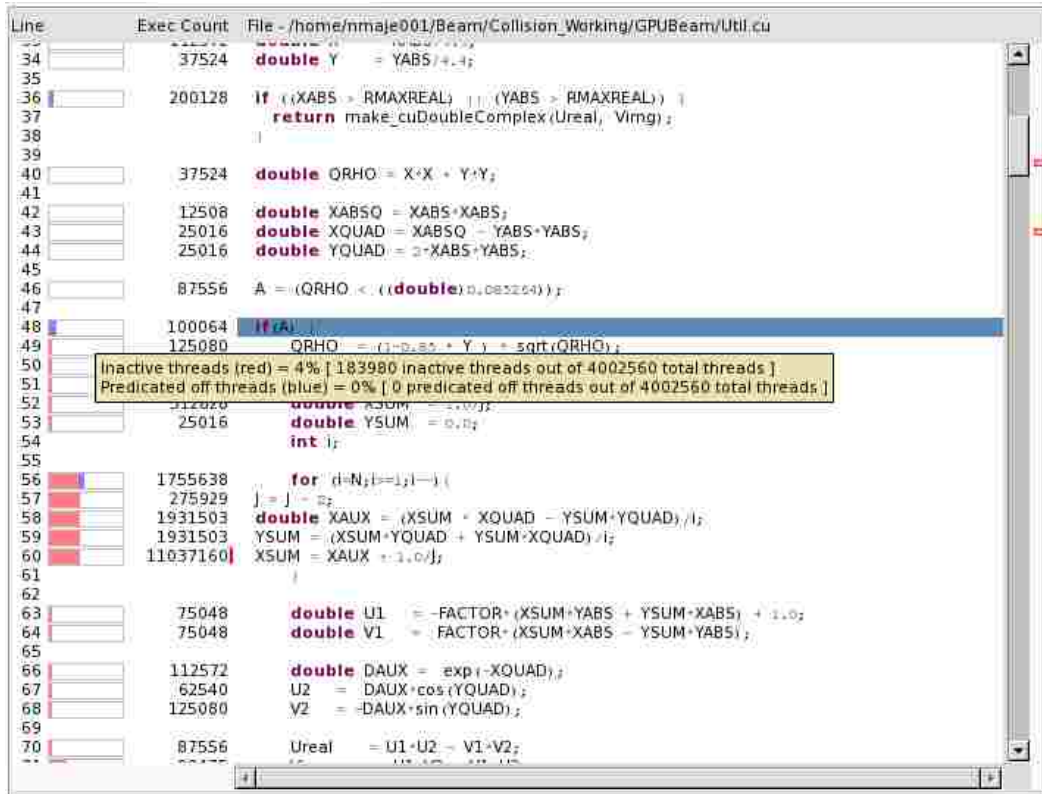 Line Exec Count File - /home/nmaje001/Beam/Collision_Working/GPUBeam/Util.cu
34 37524 double Y = YABS/4.4;
35
36 200128 if ((XABS > RMAXREAL) || (YABS > RMAXREAL)) {
37 return make_cuDoubleComplex(Ureal, Vimg);
38 }
39
40 37524 double QRHO = X*X + Y*Y;
41
42 12508 double XABSQ = XABS*XABS;
43 25016 double XQUAD = XABSQ - YABS*YABS;
44 25016 double YQUAD = 2*XABS*YABS;
45
46 87556 A = (QRHO < ((double)0.085264));
47
48 100064 if(A) {
49 125080 QRHO = (1-0.85 * Y ) * sqrt(QRHO);
50 Inactive threads (red) = 4% [ 183980 inactive threads out of 4002560 total threads ]
51 Predicated off threads (blue) = 0% [ 0 predicated off threads out of 4002560 total threads ]
52 312828 double XSUM = 1.0/j;
53 25016 double YSUM = 0.0;
54 int i;
55
56 1755638 for (i=N;i>=1;i--){
57 275929 j = j - 2;
58 1931503 double XAUX = (XSUM * XQUAD - YSUM*YQUAD)/i;
59 1931503 YSUM = (XSUM*YQUAD + YSUM*XQUAD)/i;
60 11037160 XSUM = XAUX + 1.0/j;
61 }
62
63 75048 double U1 = -FACTOR*(XSUM*YABS + YSUM*XABS) + 1.0;
64 75048 double V1 = FACTOR*(XSUM*XABS - YSUM*YABS);
65
66 112572 double DAUX = exp(-XQUAD);
67 62540 U2 = DAUX*cos(YQUAD);
68 125080 V2 = -DAUX*sin(YQUAD);
69
70 87556 Ureal = U1*U2 - V1*V2;